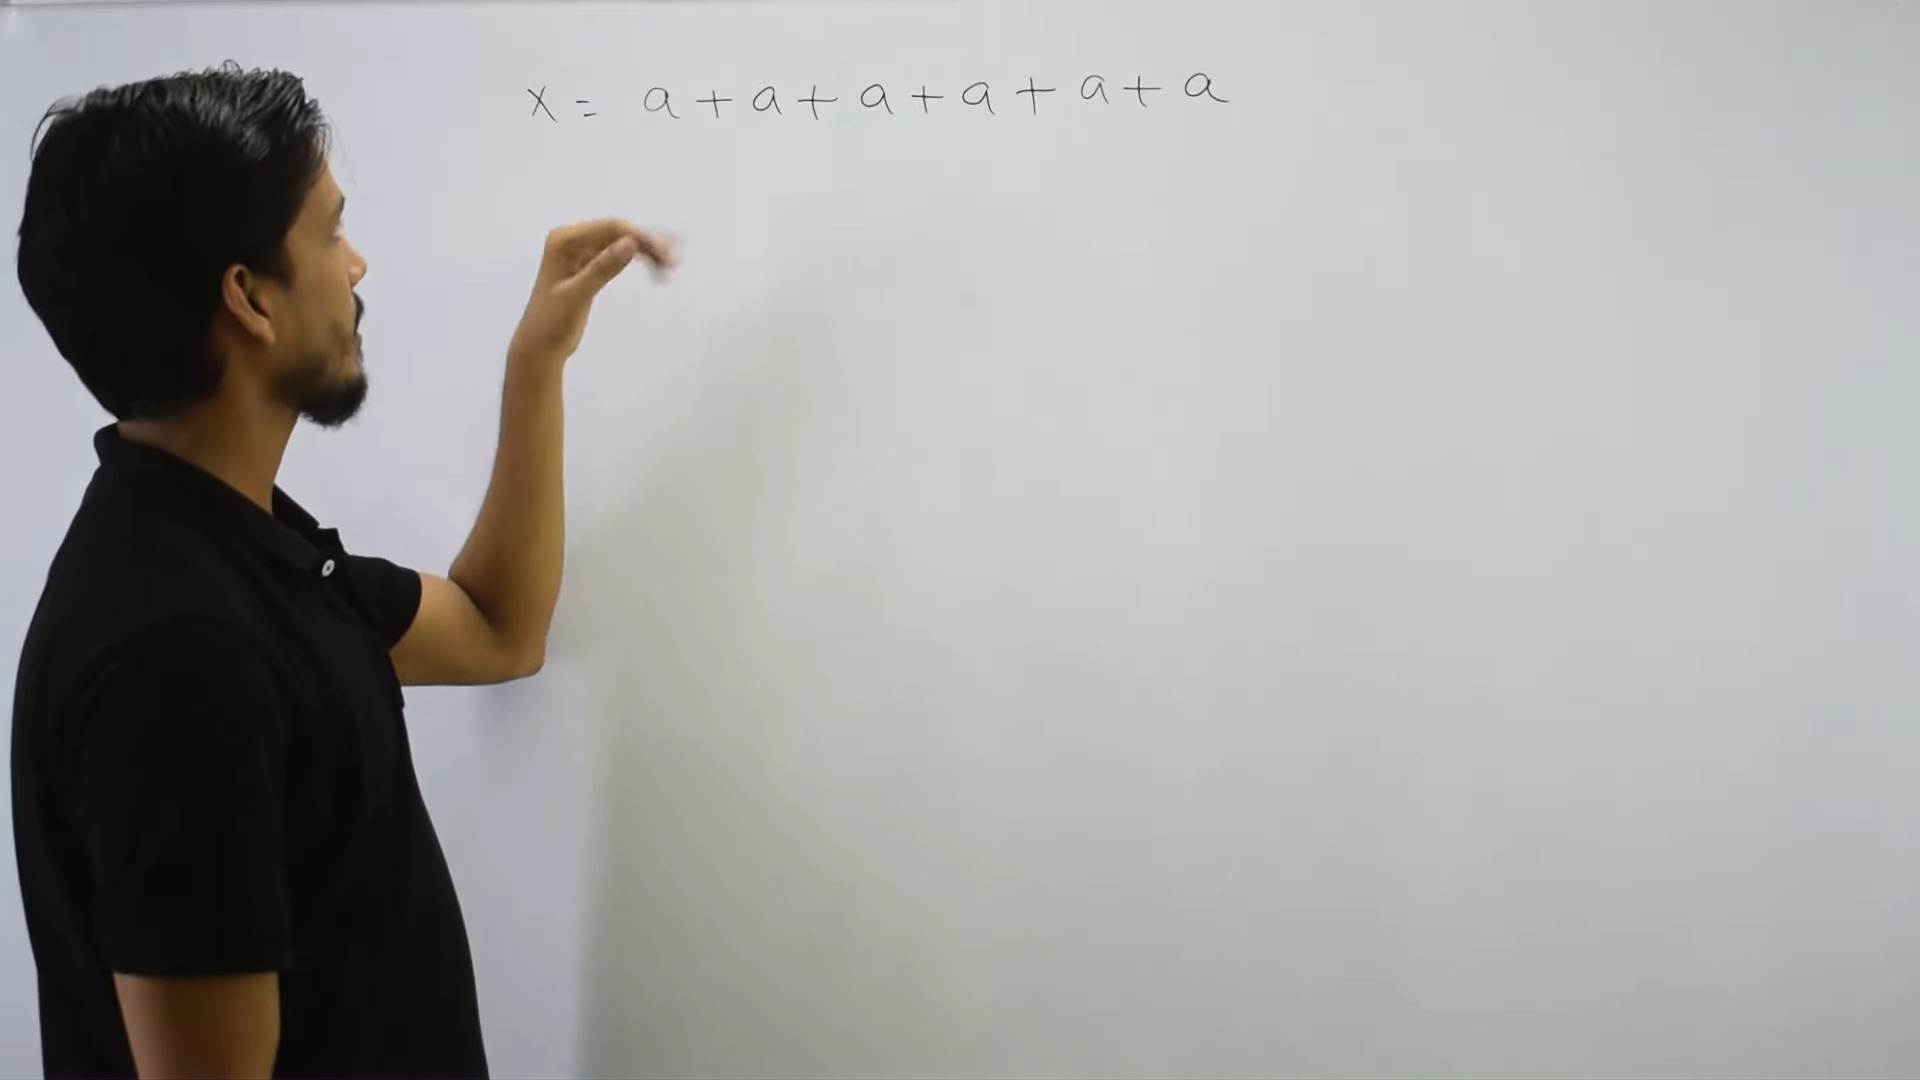 x = a + a + a + a + a + a